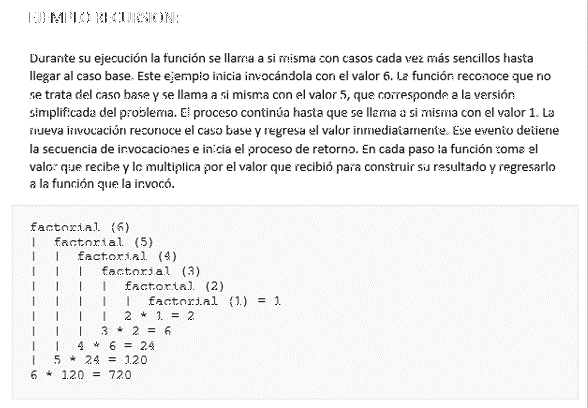 EJEMPLO RECURSION:
Durante su ejecución la función se llama a si misma con casos cada vez más sencillos hasta
llegar al caso base. Este ejemplo inicia invocándola con el valor 6. La función reconoce que no
se trata del caso base y se llama a si misma con el valor 5, que corresponde a la versión
simplificada del problema. El proceso continúa hasta que se llama a si misma con el valor 1. La
nueva invocación reconoce el caso base y regresa el valor inmediatamente. Ese evento detiene
la secuencia de invocaciones e inicia el proceso de retorno. En cada paso la función toma el
valor que recibe y lo multiplica por el valor que recibió para construir su resultado y regresarlo
a la función que la invocó.
factorial (6)
| factorial (5)
| | factorial (4)
| | | factorial (3)
| | | | factorial (2)
| | | | | factorial (1) = 1
| | | | 2 * 1 = 2
| | | 3 * 2 = 6
| | 4 * 6 = 24
| 5 * 24 = 120
6 * 120 = 720